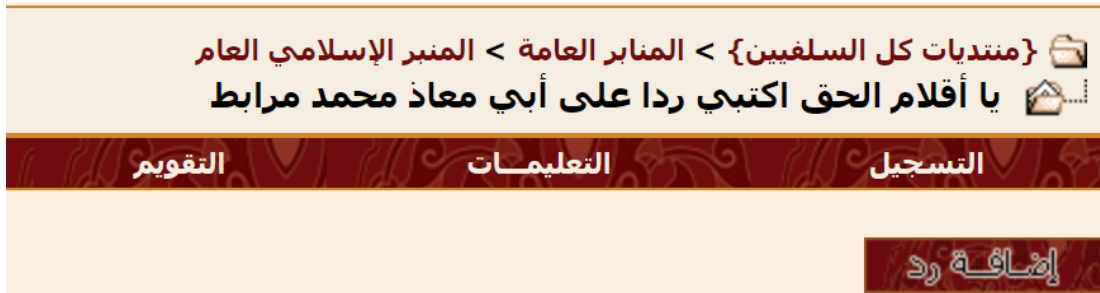 {منتديات كل السلفيين} > المنابر العامة > المنبر الإسلامي العام
يا أقلام الحق اكتبي ردا على أبي معاذ محمد مرابط
التسجيل التعليمـــات التقويم
إضـافـة رد